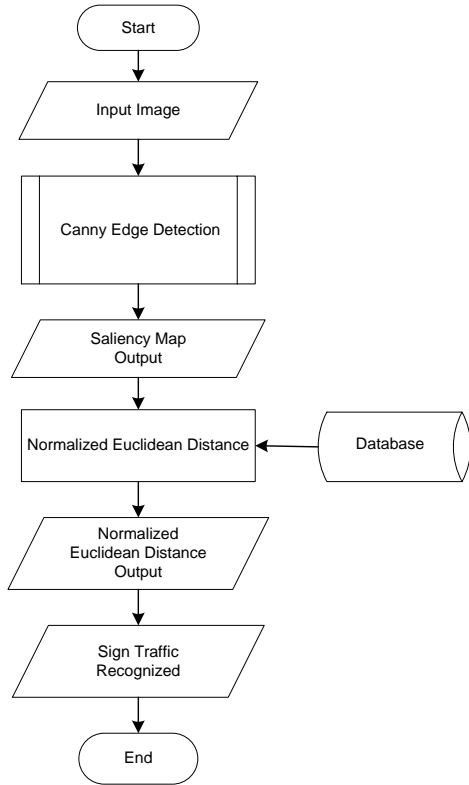 Start
Input Image
Canny Edge Detection
Saliency Map
Output
Normalized Euclidean Distance
Database
Normalized
Euclidean Distance
Output
Sign Traffic
Recognized
End